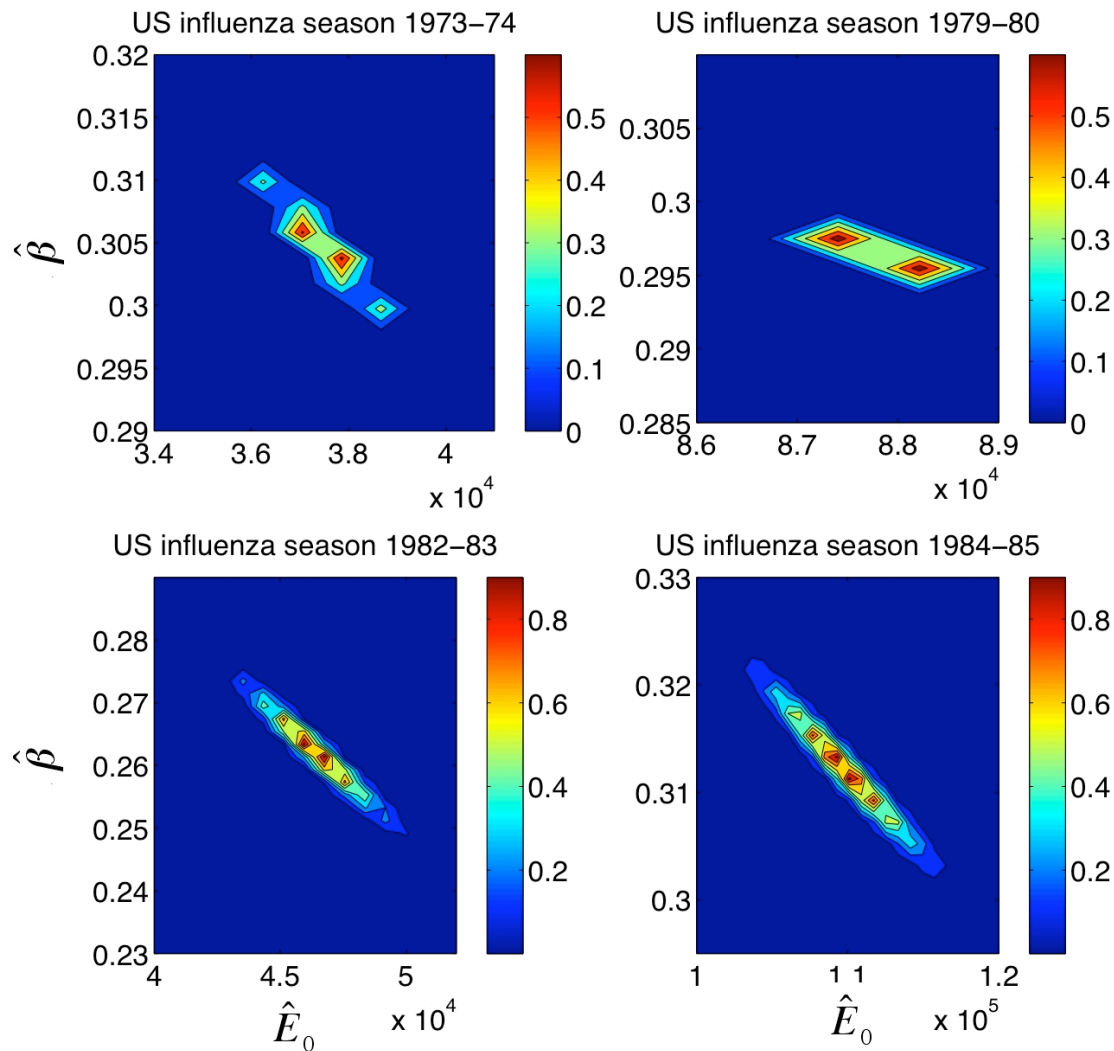 US influenza season 1973–74
US influenza season 1979–80
0.32
0.315
0.31
0.305
0.3
0.295
0.29
β̂
3.4 3.6 3.8 4
x 10⁴
0.5
0.4
0.3
0.2
0.1
0
0.305
0.3
0.295
0.29
0.285
8.6 8.7 8.8 8.9
x 10⁴
0.5
0.4
0.3
0.2
0.1
0
US influenza season 1982–83
US influenza season 1984–85
0.28
0.27
0.26
0.25
0.24
0.23
β̂
4 4.5 5
x 10⁴
Ê₀
0.8
0.6
0.4
0.2
0.33
0.32
0.31
0.3
1 1 1 1.2
x 10⁵
Ê₀
0.8
0.6
0.4
0.2